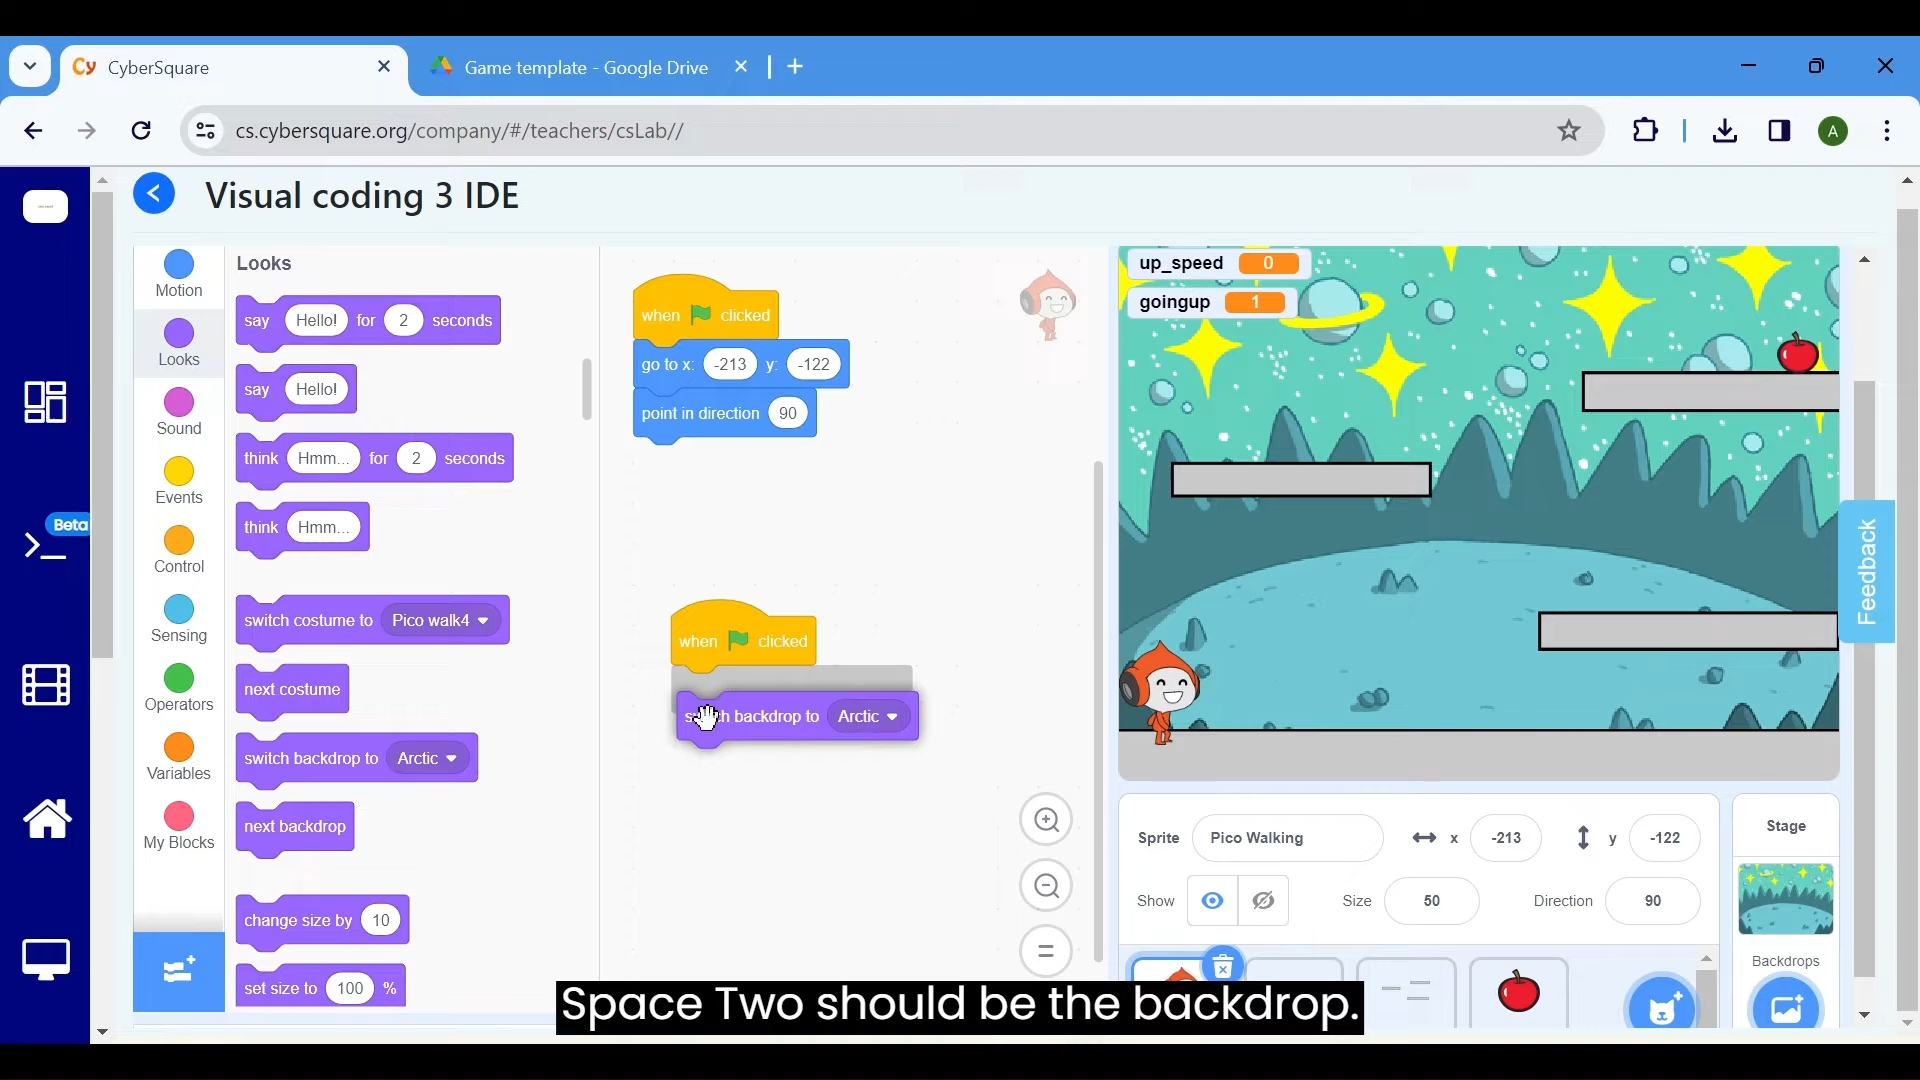 CyberSquare
Game template - Google Drive
cs.cybersquare.org/company/#/teachers/csLab//
A
Visual coding 3 IDE
Beta
Motion
Looks
Sound
Events
Control
Sensing
Operators
Variables
My Blocks
Looks
say Hello! for 2 seconds
say Hello!
think Hmm... for 2 seconds
think Hmm...
switch costume to Pico walk4
next costume
switch backdrop to Arctic
next backdrop
change size by 10
set size to 100 %
when clicked
go to x: -213 y: -122
point in direction 90
when clicked
backdrop to Arctic
up_speed 0
goingup 1
Feedback
Sprite Pico Walking x -213 y -122
Show Size 50 Direction 90
Stage
Backdrops
Space Two should be the backdrop.